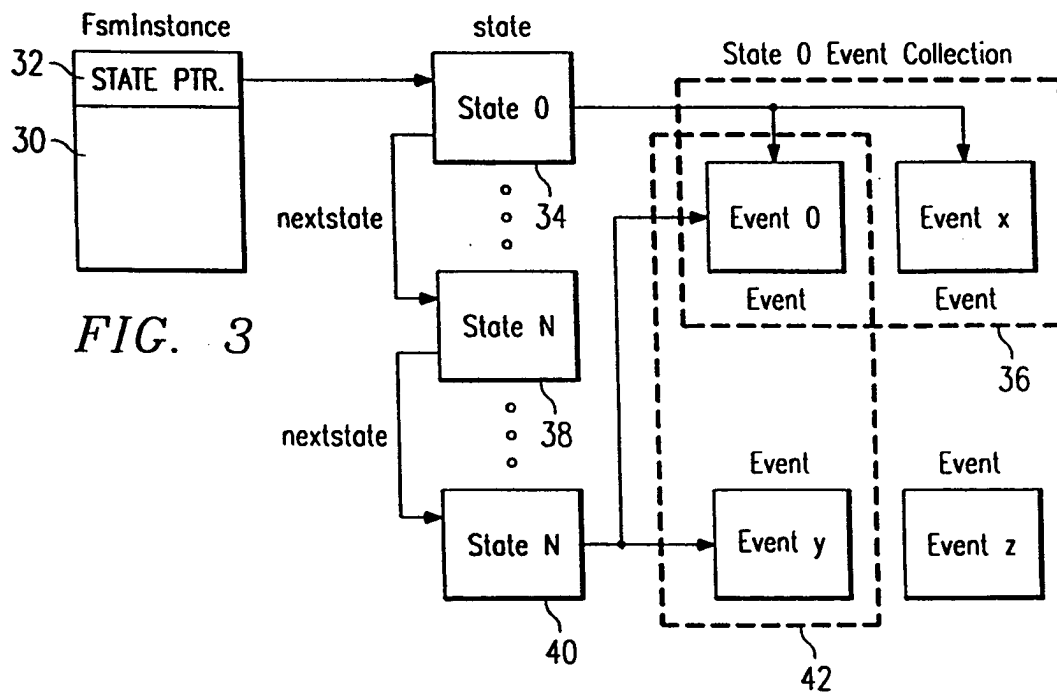 FsmInstance
32
STATE PTR.
30
FIG. 3
state
State 0
34
nextstate
State N
38
nextstate
State N
40
State 0 Event Collection
Event 0
Event x
Event
Event
36
Event
Event
Event y
Event z
42